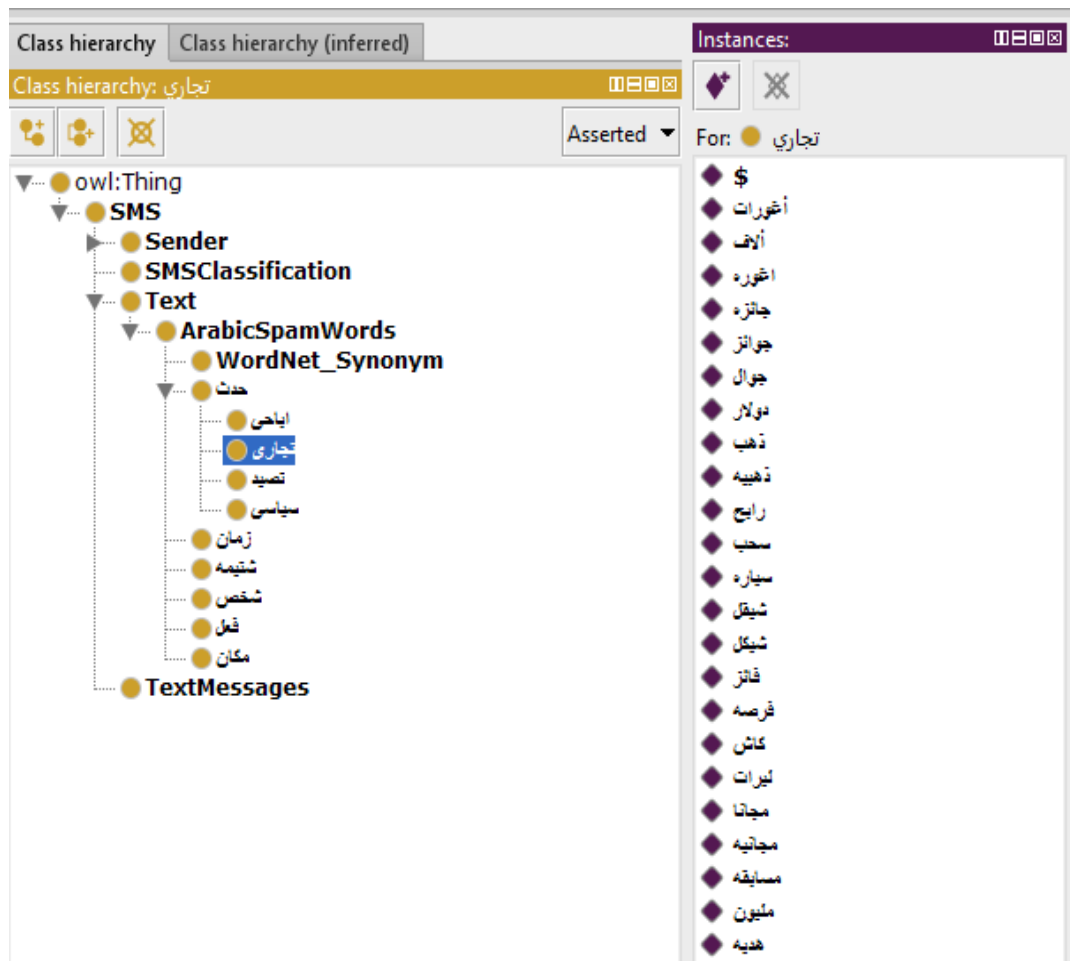 Class hierarchy Class hierarchy (inferred)
Class hierarchy: تجاري
Asserted
owl:Thing
SMS
Sender
SMSClassification
Text
ArabicSpamWords
WordNet_Synonym
حدث
اباحي
تجاري
تصيد
سياسي
زمان
شتيمه
شخص
فعل
مكان
TextMessages
Instances:
For: تجاري
$
أغورات
ألاف
اغوره
جائزه
جوائز
جوال
دولار
ذهب
ذهبيه
رابح
سحب
سياره
شيقل
شيكل
فائز
فرصه
كاش
ليرات
مجانا
مجانيه
مسابقه
مليون
هديه